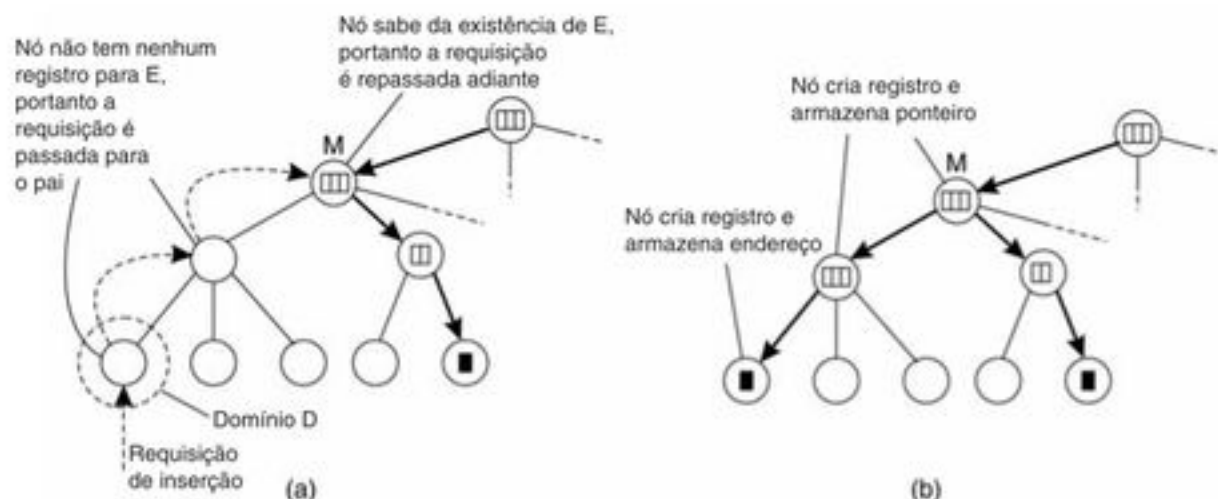 Nó não tem nenhum
registro para E,
portanto a
requisição é
passada para
o pai
Nó sabe da existência de E,
portanto a requisição
é repassada adiante
M
Domínio D
Requisição
de inserção
(a)
Nó cria registro e
armazena ponteiro
M
Nó cria registro e
armazena endereço
(b)